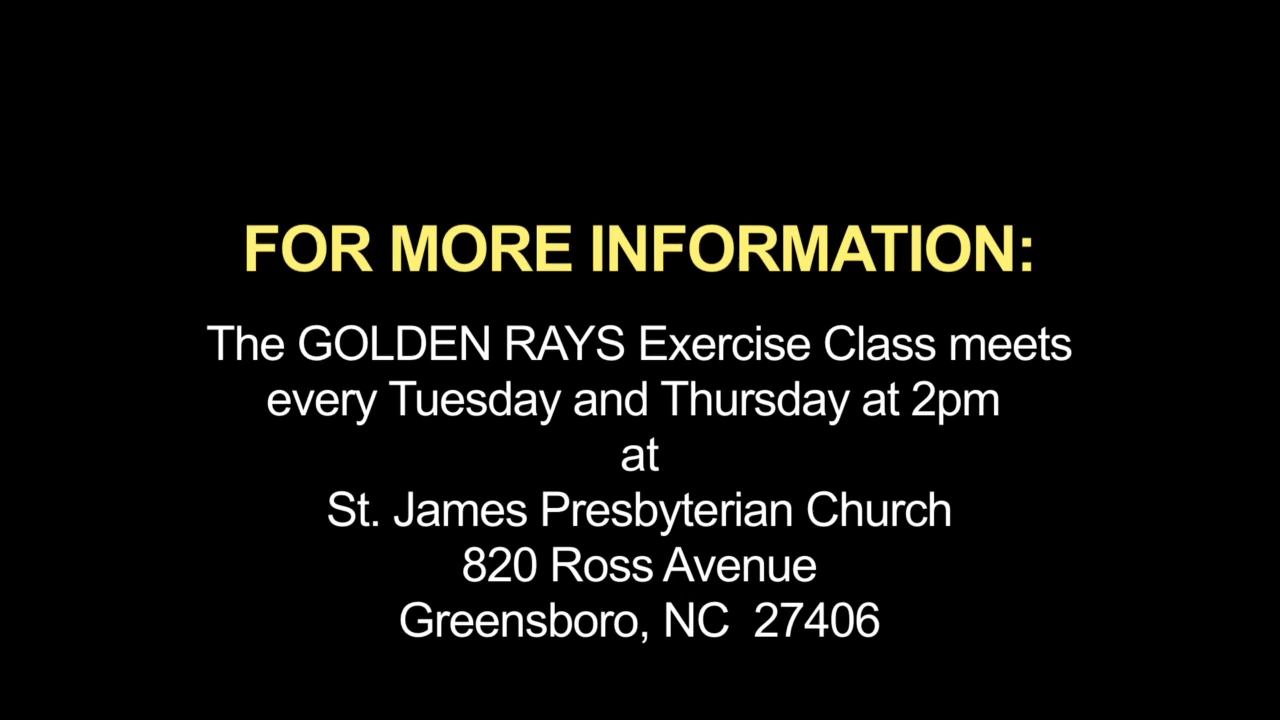 FOR MORE INFORMATION:
The GOLDEN RAYS Exercise Class meets
every Tuesday and Thursday at 2pm
at
St. James Presbyterian Church
820 Ross Avenue
Greensboro, NC  27406